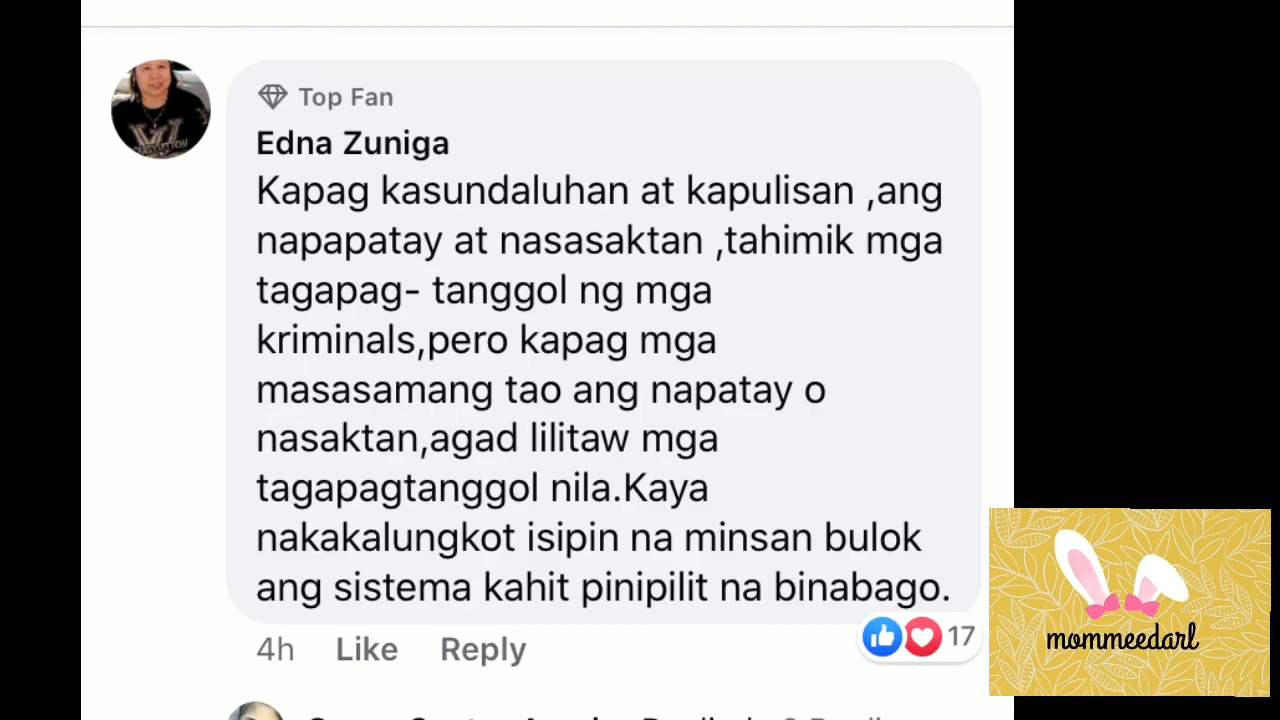 Top Fan
Edna Zuniga
Kapag kasundaluhan at kapulisan ,ang
napapatay at nasasaktan ,tahimik mga
tagapag- tanggol ng mga
kriminals,pero kapag mga
masasamang tao ang napatay o
nasaktan,agad lilitaw mga
tagapagtanggol nila.Kaya
nakakalungkot isipin na minsan bulok
ang sistema kahit pinipilit na binabago.
4h Like Reply 17
mommeedarl